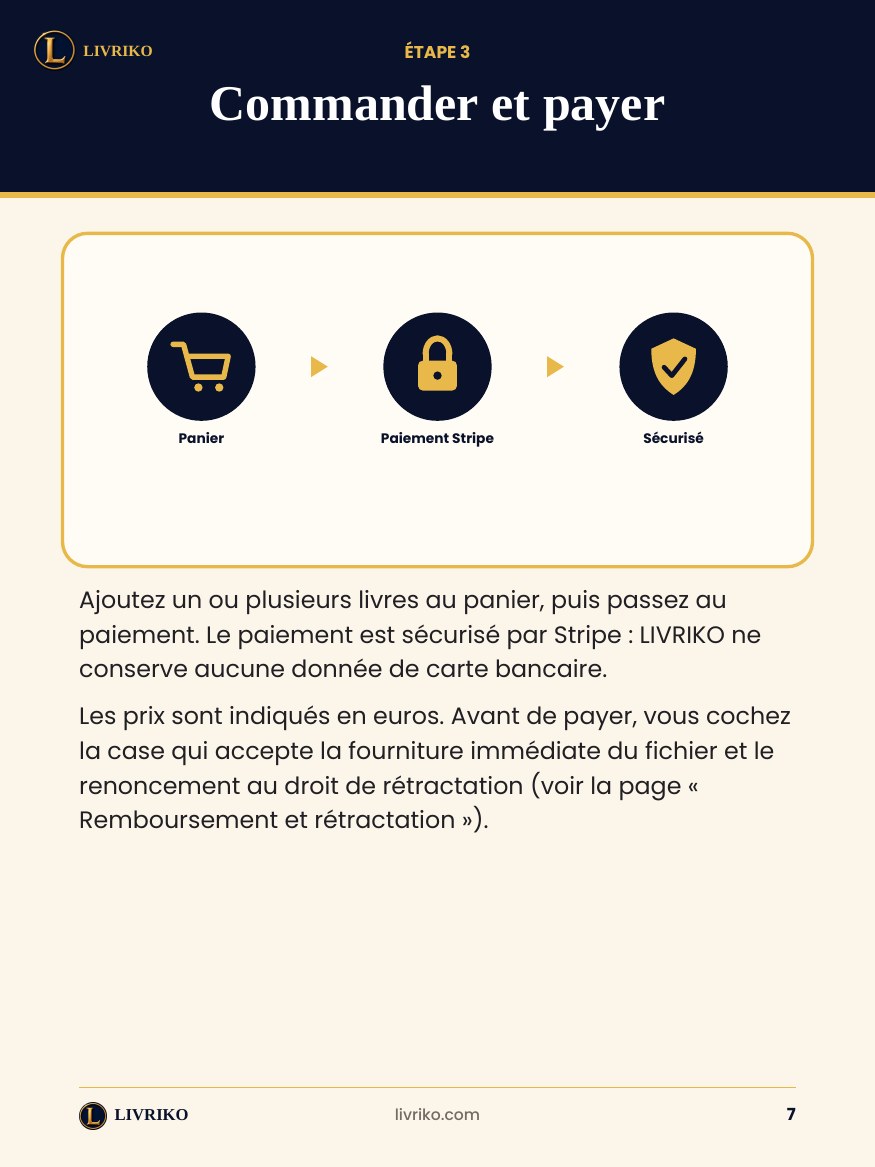 LIVRIKO
ÉTAPE 3
Commander et payer
Panier
Paiement Stripe
Sécurisé
Ajoutez un ou plusieurs livres au panier, puis passez au
paiement. Le paiement est sécurisé par Stripe : LIVRIKO ne
conserve aucune donnée de carte bancaire.
Les prix sont indiqués en euros. Avant de payer, vous cochez
la case qui accepte la fourniture immédiate du fichier et le
renoncement au droit de rétractation (voir la page «
Remboursement et rétractation »).
L LIVRIKO
livriko.com
7